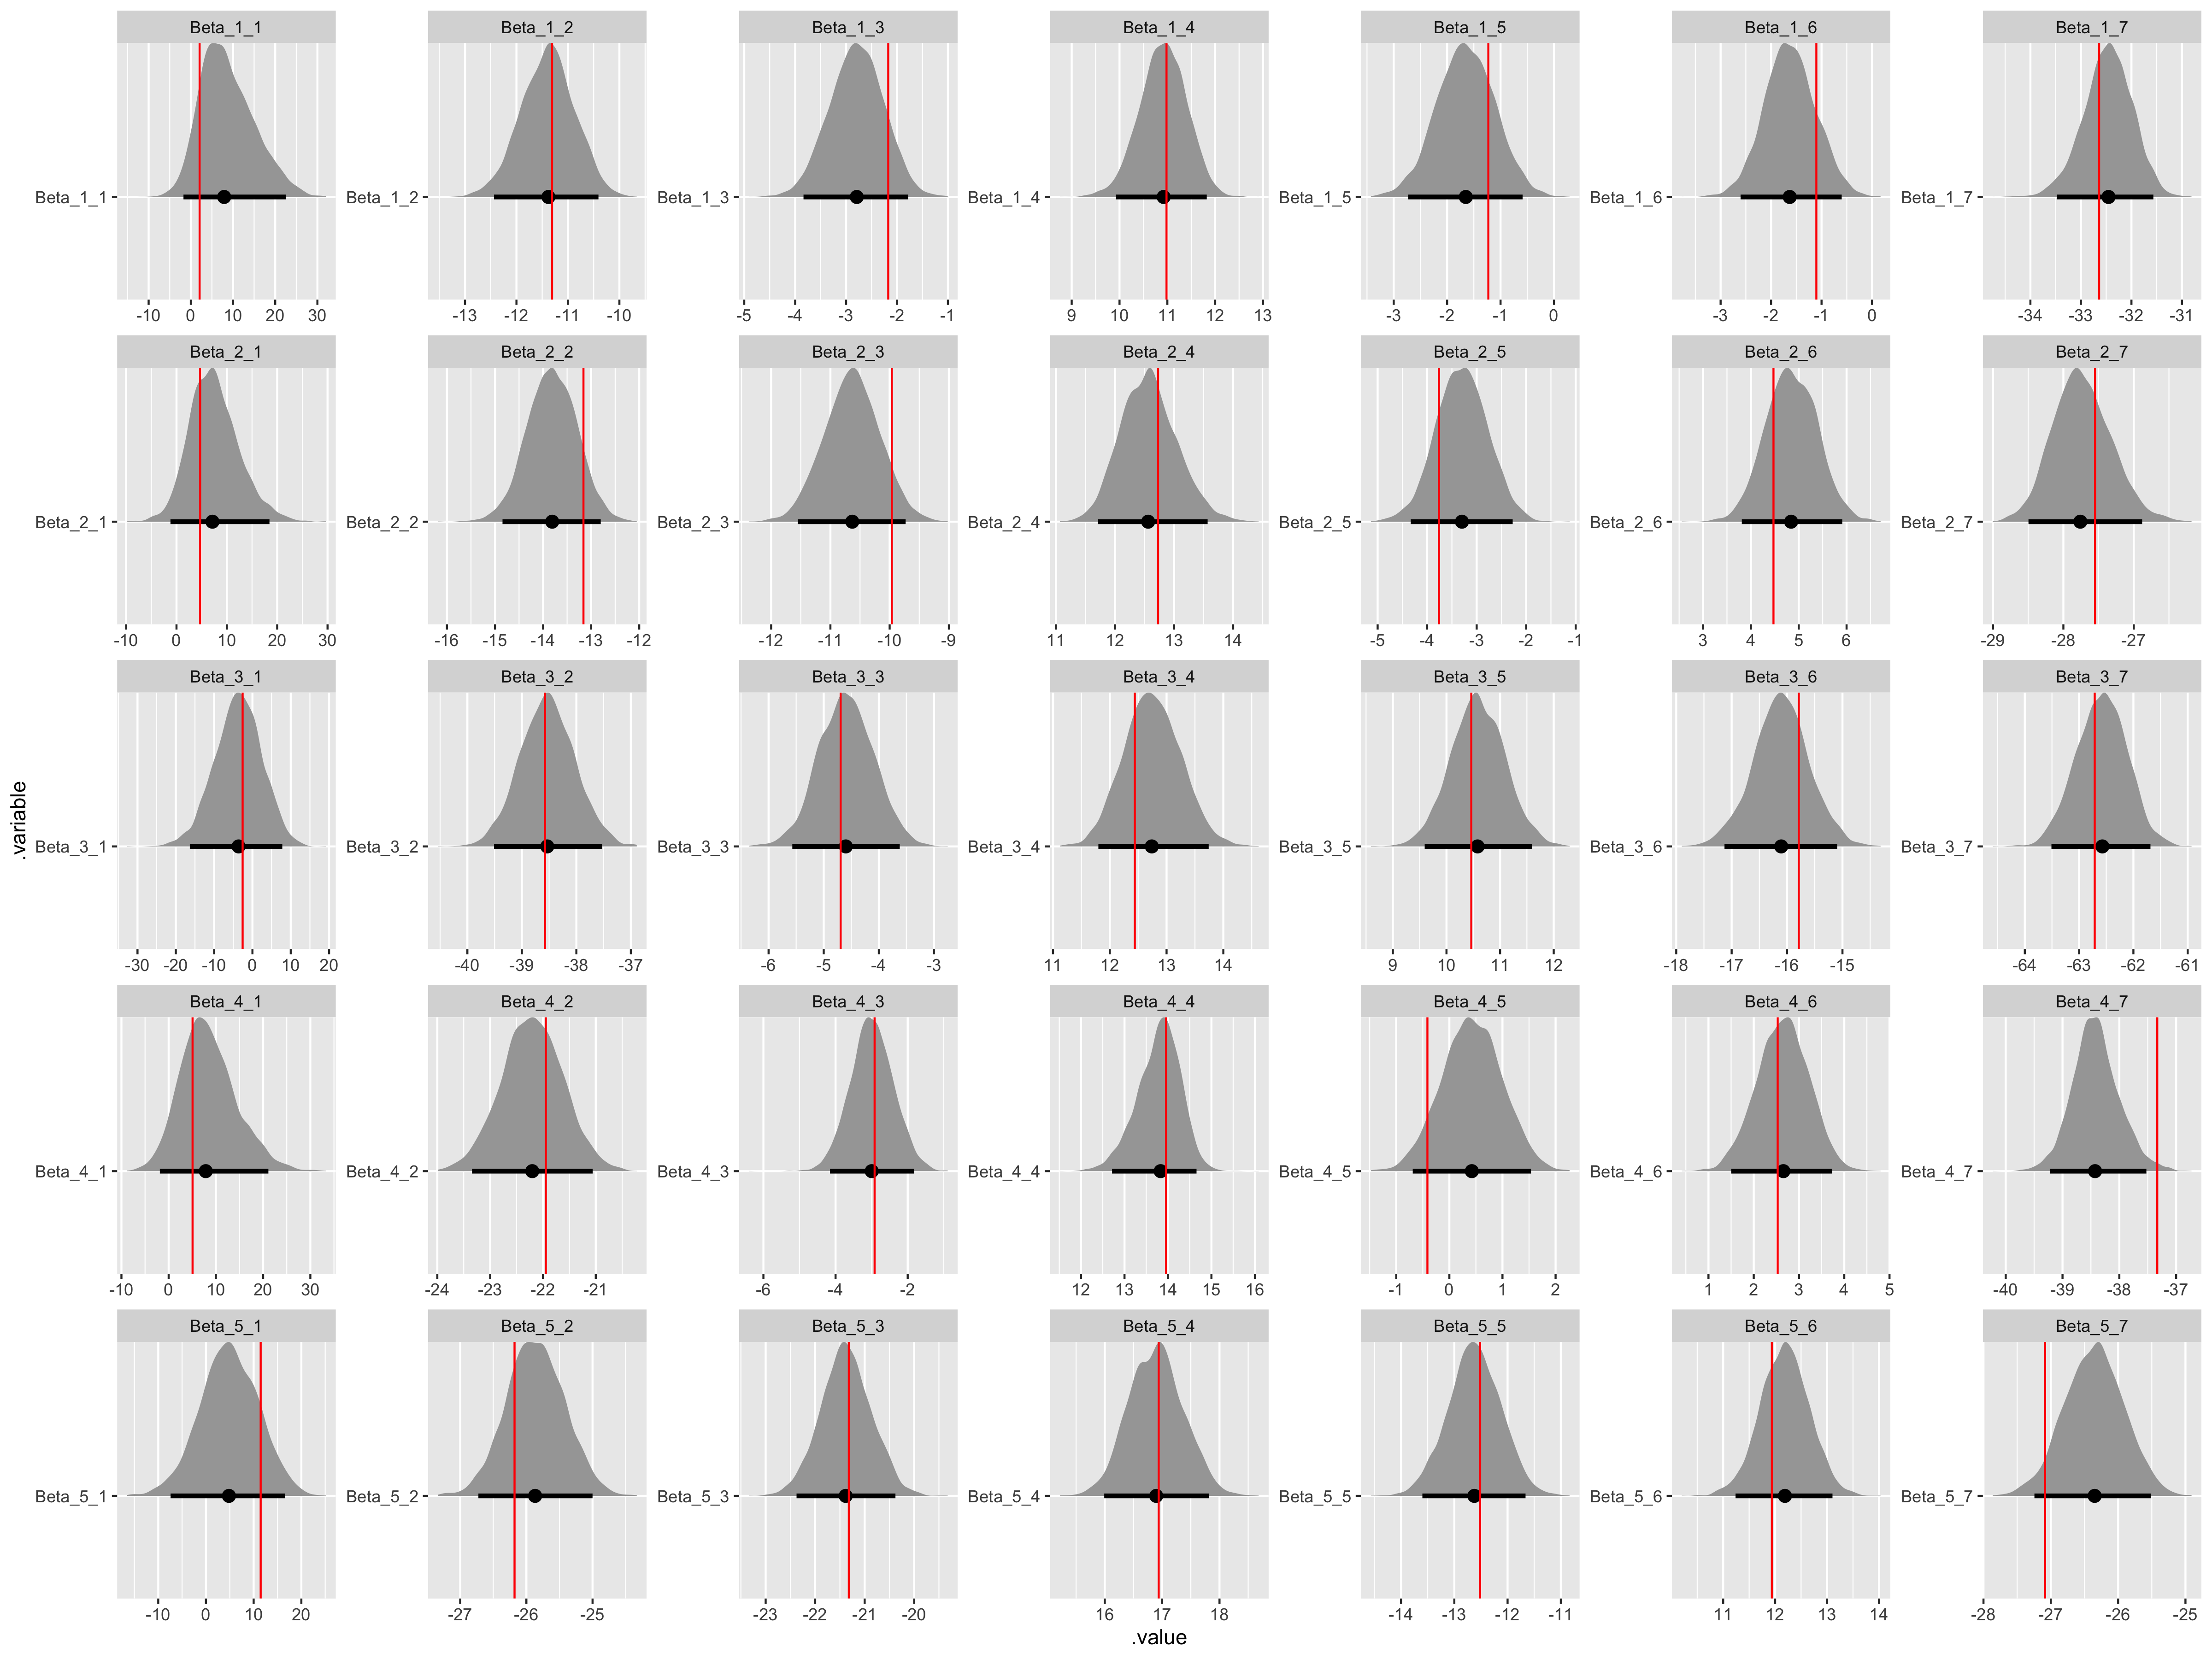 Beta_1_1 Beta_1_2 Beta_1_3 Beta_1_4 Beta_1_5 Beta_1_6 Beta_1_7
Beta_1_1 Beta_1_2 Beta_1_3 Beta_1_4 Beta_1_5 Beta_1_6 Beta_1_7
-10 0 10 20 30 -13 -12 -11 -10 -5 -4 -3 -2 -1 9 10 11 12 13 -3 -2 -1 0 -3 -2 -1 0 -34 -33 -32 -31
Beta_2_1 Beta_2_2 Beta_2_3 Beta_2_4 Beta_2_5 Beta_2_6 Beta_2_7
Beta_2_1 Beta_2_2 Beta_2_3 Beta_2_4 Beta_2_5 Beta_2_6 Beta_2_7
-10 0 10 20 30 -16 -15 -14 -13 -12 -12 -11 -10 -9 11 12 13 14 -5 -4 -3 -2 -1 3 4 5 6 -29 -28 -27
Beta_3_1 Beta_3_2 Beta_3_3 Beta_3_4 Beta_3_5 Beta_3_6 Beta_3_7
.variable
Beta_3_1 Beta_3_2 Beta_3_3 Beta_3_4 Beta_3_5 Beta_3_6 Beta_3_7
-30 -20 -10 0 10 20 -40 -39 -38 -37 -6 -5 -4 -3 11 12 13 14 9 10 11 12 -18 -17 -16 -15 -64 -63 -62 -61
Beta_4_1 Beta_4_2 Beta_4_3 Beta_4_4 Beta_4_5 Beta_4_6 Beta_4_7
Beta_4_1 Beta_4_2 Beta_4_3 Beta_4_4 Beta_4_5 Beta_4_6 Beta_4_7
-10 0 10 20 30 -24 -23 -22 -21 -6 -4 -2 12 13 14 15 16 -1 0 1 2 1 2 3 4 5 -40 -39 -38 -37
Beta_5_1 Beta_5_2 Beta_5_3 Beta_5_4 Beta_5_5 Beta_5_6 Beta_5_7
Beta_5_1 Beta_5_2 Beta_5_3 Beta_5_4 Beta_5_5 Beta_5_6 Beta_5_7
-10 0 10 20 -27 -26 -25 -23 -22 -21 -20 16 17 18 -14 -13 -12 -11 11 12 13 14 -28 -27 -26 -25
.value